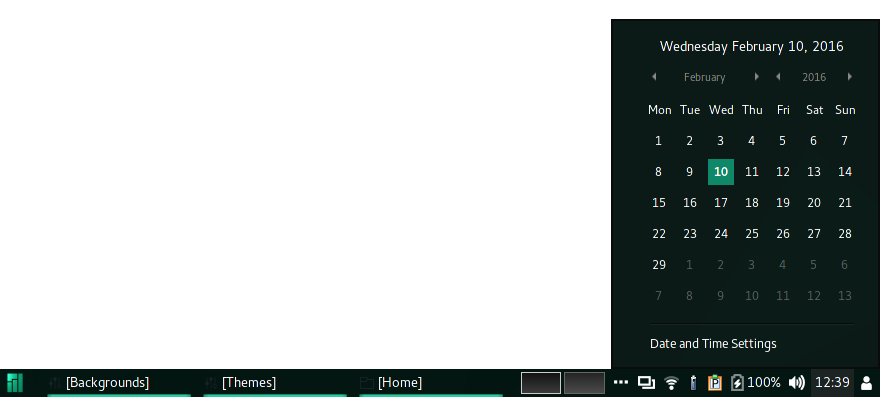 Wednesday February 10, 2016
February 2016
Mon Tue Wed Thu Fri Sat Sun
1 2 3 4 5 6 7
8 9 10 11 12 13 14
15 16 17 18 19 20 21
22 23 24 25 26 27 28
29 1 2 3 4 5 6
7 8 9 10 11 12 13
Date and Time Settings
[Backgrounds] [Themes] [Home] 100% 12:39